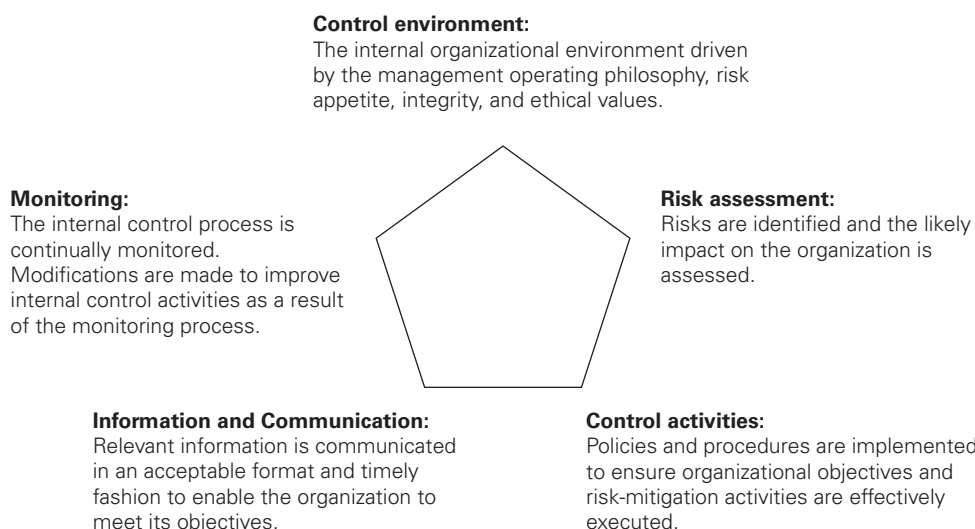 Control environment:
The internal organizational environment driven
by the management operating philosophy, risk
appetite, integrity, and ethical values.
Monitoring:
The internal control process is
continually monitored.
Modifications are made to improve
internal control activities as a result
of the monitoring process.
Risk assessment:
Risks are identified and the likely
impact on the organization is
assessed.
Information and Communication:
Relevant information is communicated
in an acceptable format and timely
fashion to enable the organization to
meet its objectives.
Control activities:
Policies and procedures are implemented
to ensure organizational objectives and
risk-mitigation activities are effectively
executed.